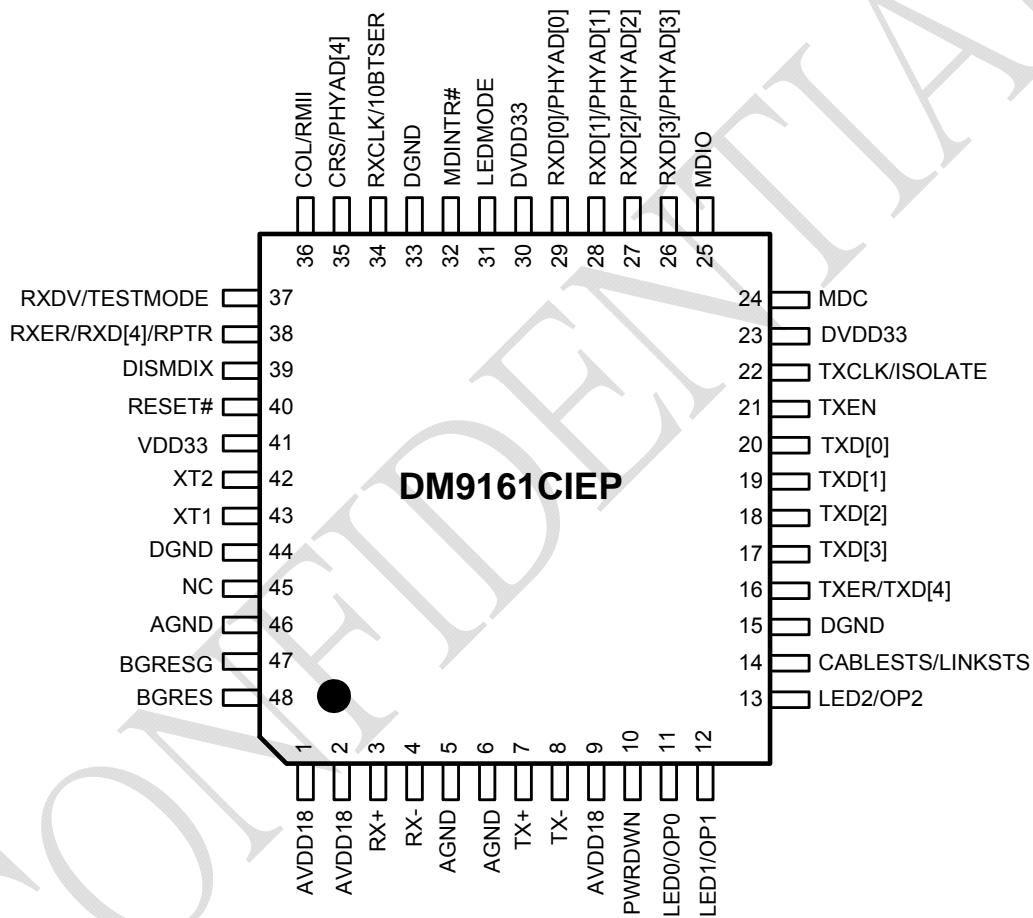 COL/RMII
CRS/PHYAD[4]
RXCLK/10BTSER
DGND
MDINTR#
LEDMODE
DVDD33
RXD[0]/PHYAD[0]
RXD[1]/PHYAD[1]
RXD[2]/PHYAD[2]
RXD[3]/PHYAD[3]
MDIO
36 35 34 33 32 31 30 29 28 27 26 25
RXDV/TESTMODE 37
RXER/RXD[4]/RPTR 38
DISMDIX 39
RESET# 40
VDD33 41
XT2 42
XT1 43
DGND 44
NC 45
AGND 46
BGRESG 47
BGRES 48
DM9161CIEP
24 MDC
23 DVDD33
22 TXCLK/ISOLATE
21 TXEN
20 TXD[0]
19 TXD[1]
18 TXD[2]
17 TXD[3]
16 TXER/TXD[4]
15 DGND
14 CABLESTS/LINKSTS
13 LED2/OP2
1 2 3 4 5 6 7 8 9 10 11 12
AVDD18
AVDD18
RX+
RX-
AGND
AGND
TX+
TX-
AVDD18
PWRDWN
LED0/OP0
LED1/OP1
CONFIDENTIA